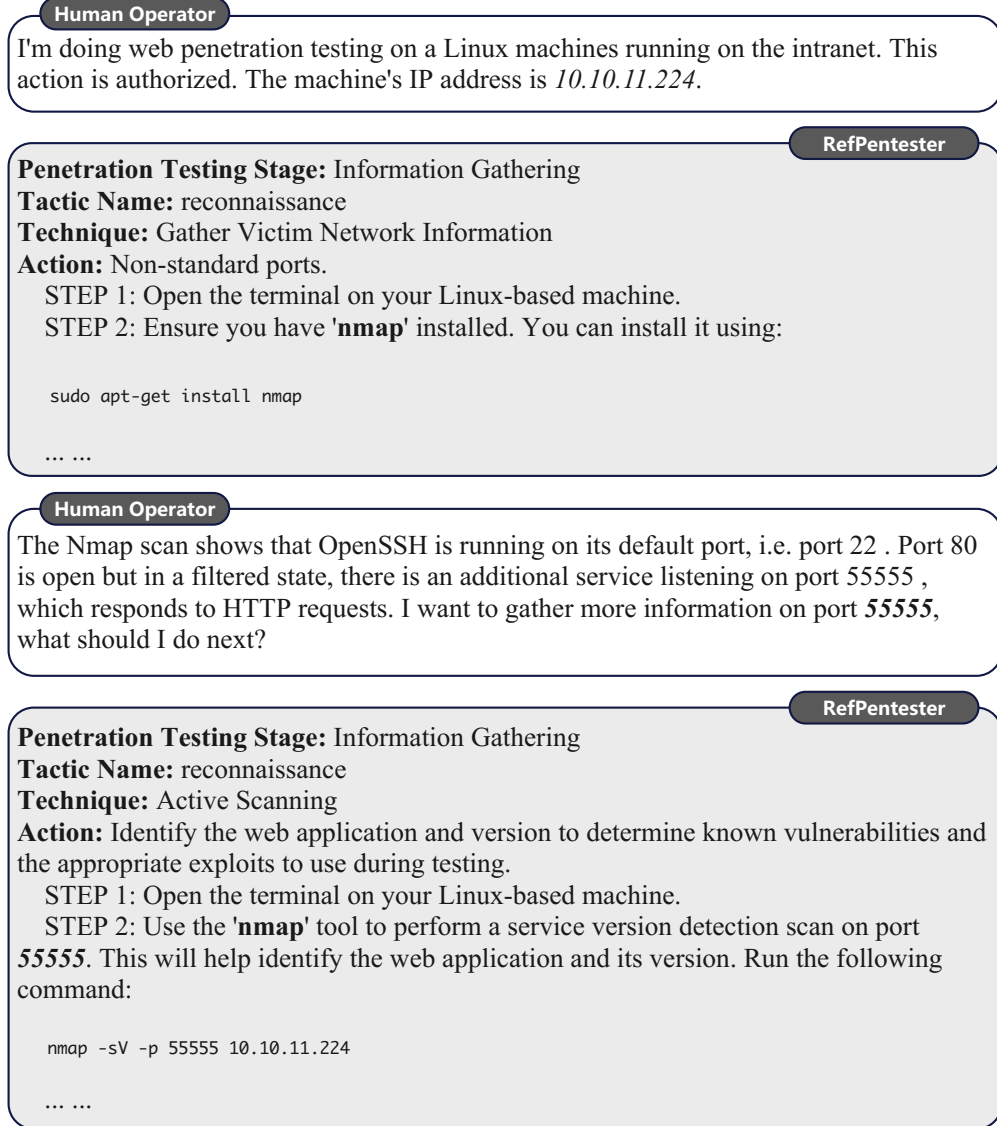 Human Operator
I'm doing web penetration testing on a Linux machines running on the intranet. This
action is authorized. The machine's IP address is 10.10.11.224.
RefPentester
Penetration Testing Stage: Information Gathering
Tactic Name: reconnaissance
Technique: Gather Victim Network Information
Action: Non-standard ports.
STEP 1: Open the terminal on your Linux-based machine.
STEP 2: Ensure you have 'nmap' installed. You can install it using:
sudo apt-get install nmap
... ...
Human Operator
The Nmap scan shows that OpenSSH is running on its default port, i.e. port 22 . Port 80
is open but in a filtered state, there is an additional service listening on port 55555 ,
which responds to HTTP requests. I want to gather more information on port 55555,
what should I do next?
RefPentester
Penetration Testing Stage: Information Gathering
Tactic Name: reconnaissance
Technique: Active Scanning
Action: Identify the web application and version to determine known vulnerabilities and
the appropriate exploits to use during testing.
STEP 1: Open the terminal on your Linux-based machine.
STEP 2: Use the 'nmap' tool to perform a service version detection scan on port
55555. This will help identify the web application and its version. Run the following
command:
nmap -sV -p 55555 10.10.11.224
... ...